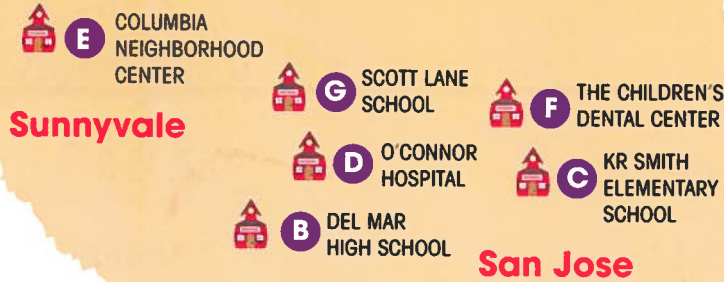 E
COLUMBIA
NEIGHBORHOOD
CENTER
Sunnyvale
G
SCOTT LANE
SCHOOL
F
THE CHILDREN'S
DENTAL CENTER
D
O'CONNOR
HOSPITAL
C
KR SMITH
ELEMENTARY
SCHOOL
B
DEL MAR
HIGH SCHOOL
San Jose